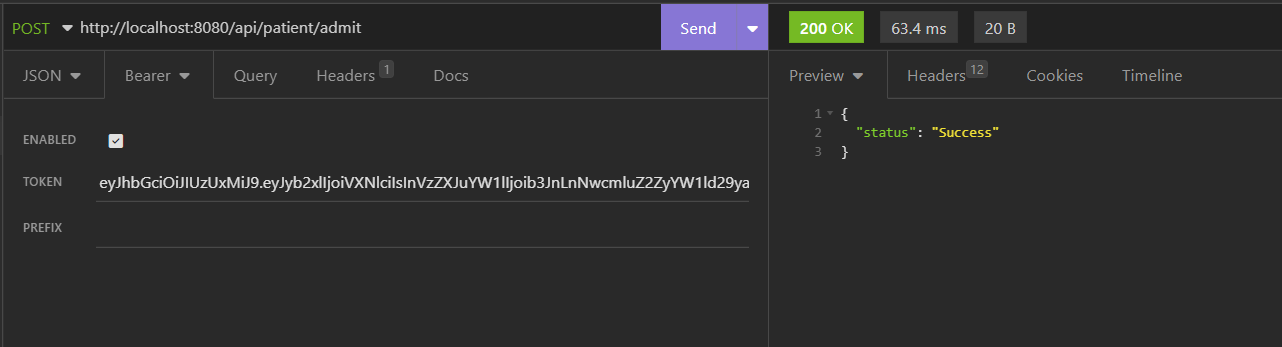 POST http://localhost:8080/api/patient/admit Send 200 OK 63.4 ms 20 B
JSON Bearer Query Headers 1 Docs Preview Headers 12 Cookies Timeline
ENABLED
TOKEN eyJhbGciOiJIUzUxMiJ9.eyJyb2xlIjoiVXNlciIsInVzZXJuYW1lIjoib3JnLnNwcmluZ2ZyYW1ld29ya
PREFIX
1 {
2 "status": "Success"
3 }